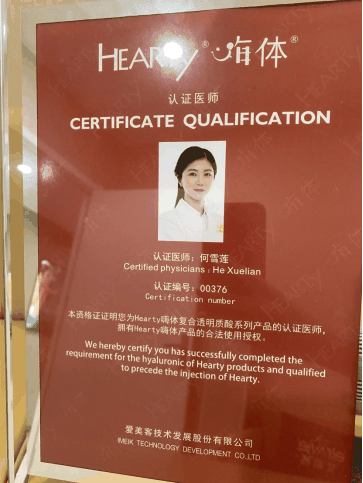 HEARTY® 嗨体®
认证医师
CERTIFICATE QUALIFICATION
认证医师：何雪莲
Certified physicians : He Xuelian
认证编号：00376
Certification number
本资格证证明您为Hearty嗨体复合透明质酸系列产品的认证医师，
拥有Hearty嗨体产品的合法使用授权。
We hereby certify you has successfully completed the
requirement for the hyaluronic of Hearty products and qualified
to precede the injection of Hearty.
爱美客技术发展股份有限公司
IMEIK TECHNOLOGY DEVELOPMENT CO.,LTD